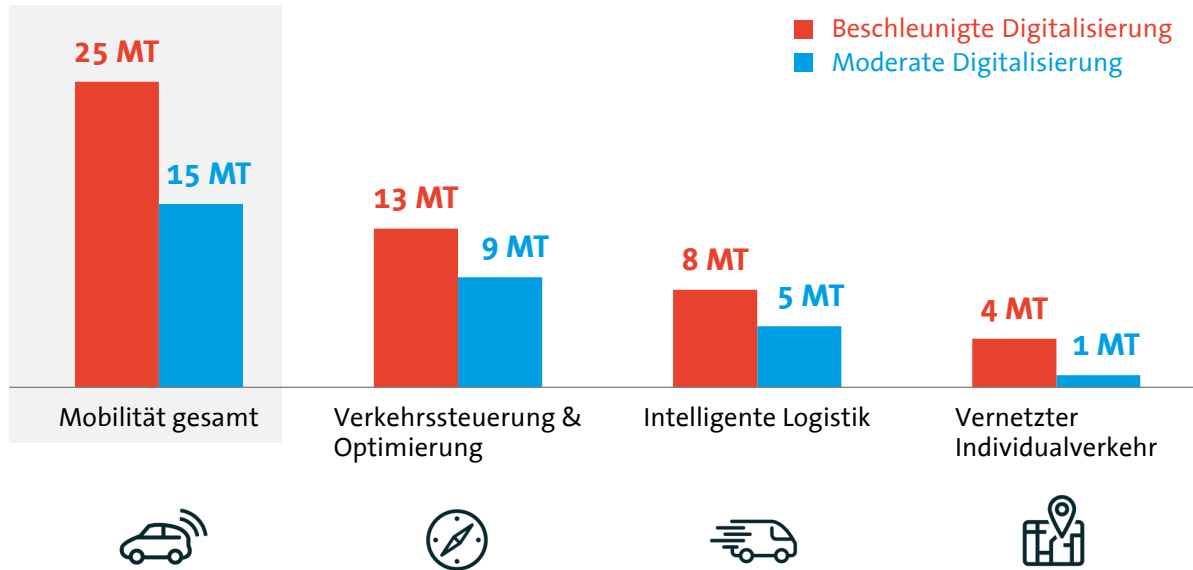 Beschleunigte Digitalisierung
Moderate Digitalisierung
25 MT
15 MT
13 MT
9 MT
8 MT
5 MT
4 MT
1 MT
Mobilität gesamt
Verkehrssteuerung &
Optimierung
Intelligente Logistik
Vernetzter
Individualverkehr